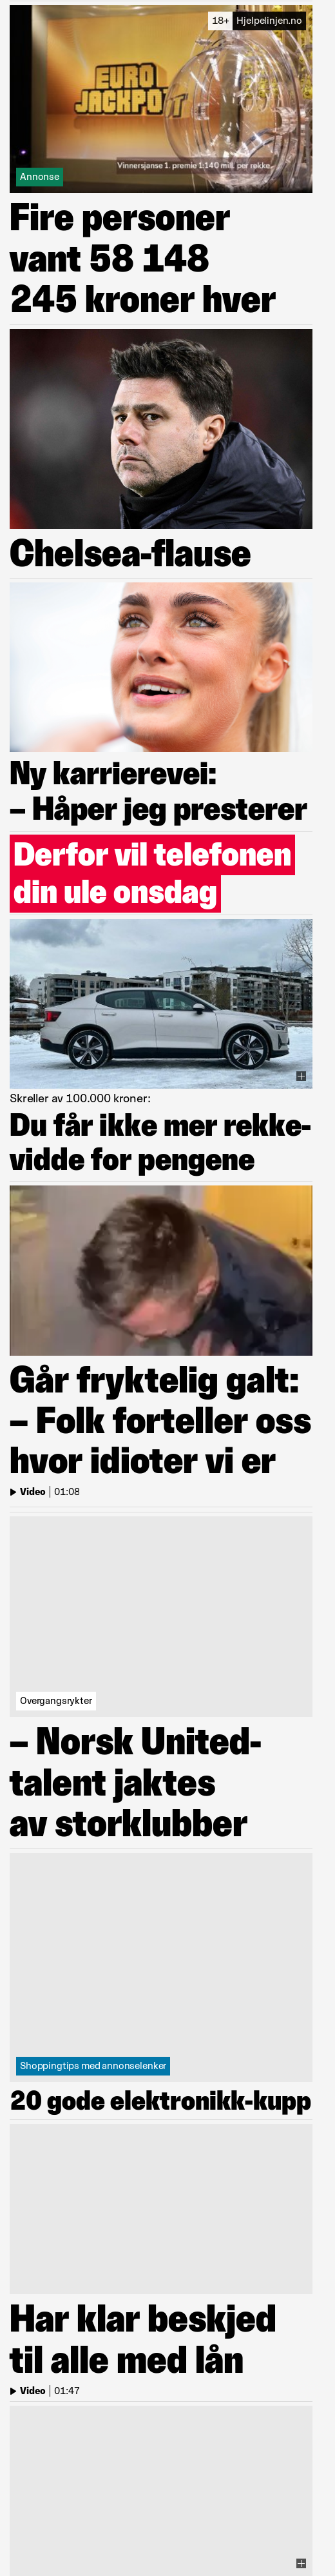 18+ Hjelpelinjen.no
EURO
JACKPOT
Vinnersjanse 1. premie 1:140 mill. per rekke.
Annonse
Fire personer
vant 58 148
245 kroner hver
Chelsea-flause
Ny karrierevei:
– Håper jeg presterer
Derfor vil telefonen
din ule onsdag
Skreller av 100.000 kroner:
Du får ikke mer rekke-
vidde for pengene
Går fryktelig galt:
– Folk forteller oss
hvor idioter vi er
Video | 01:08
Overgangsrykter
– Norsk United-
talent jaktes
av storklubber
Shoppingtips med annonselenker
20 gode elektronikk-kupp
Har klar beskjed
til alle med lån
Video | 01:47